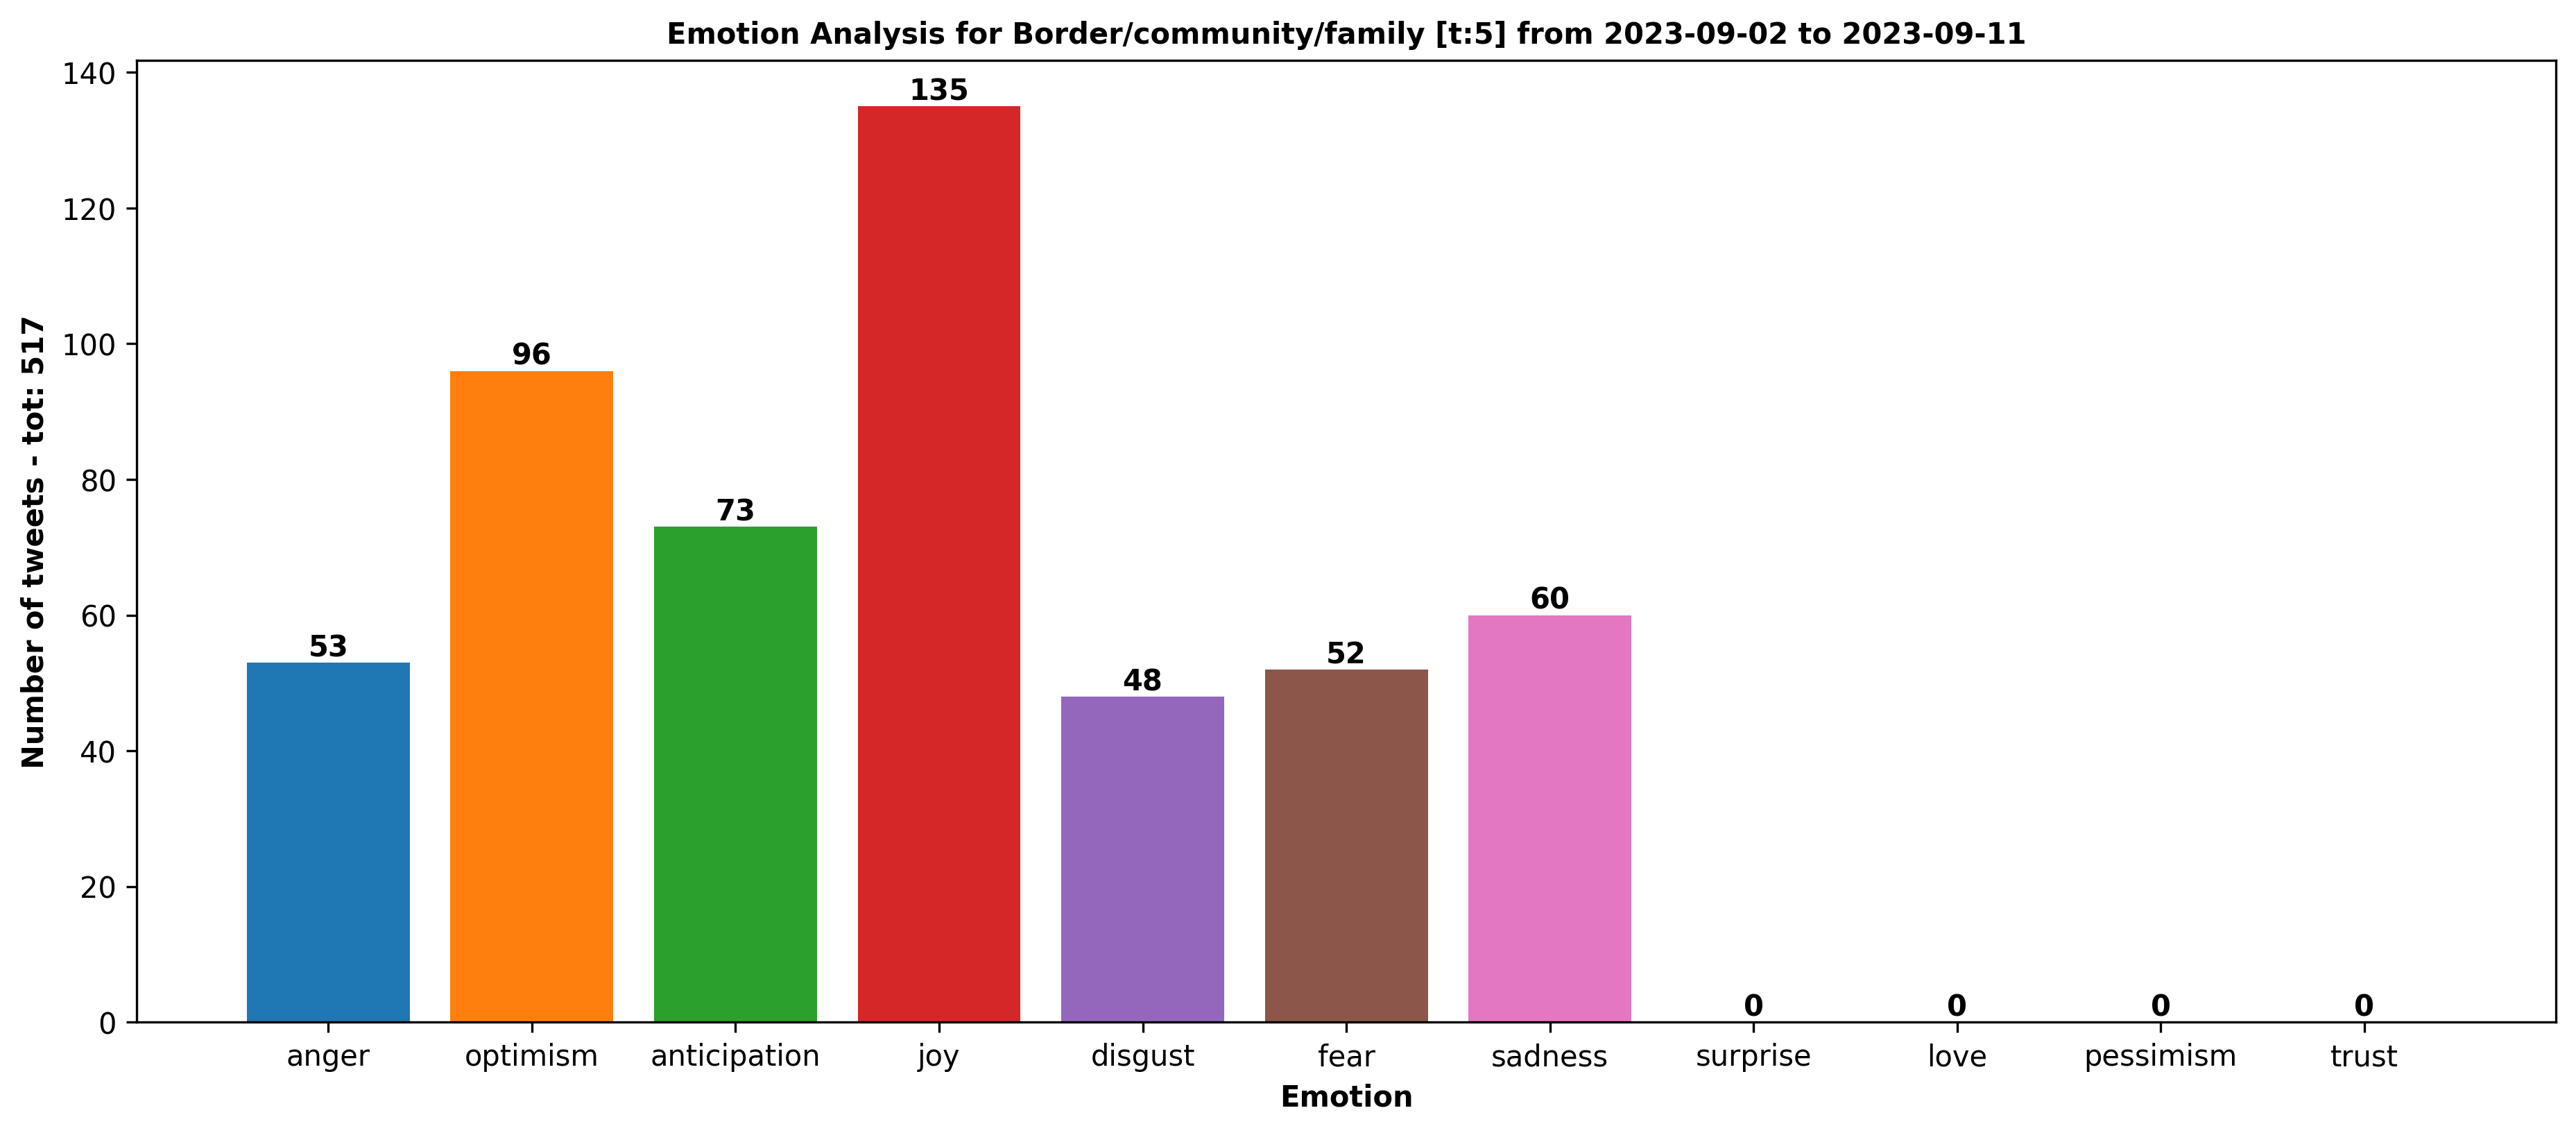 Emotion Analysis for Border/community/family [t:5] from 2023-09-02 to 2023-09-11
Number of tweets - tot: 517
140
120
100
80
60
40
20
0
53
96
73
135
48
52
60
0
0
0
0
anger
optimism
anticipation
joy
disgust
fear
sadness
surprise
love
pessimism
trust
Emotion